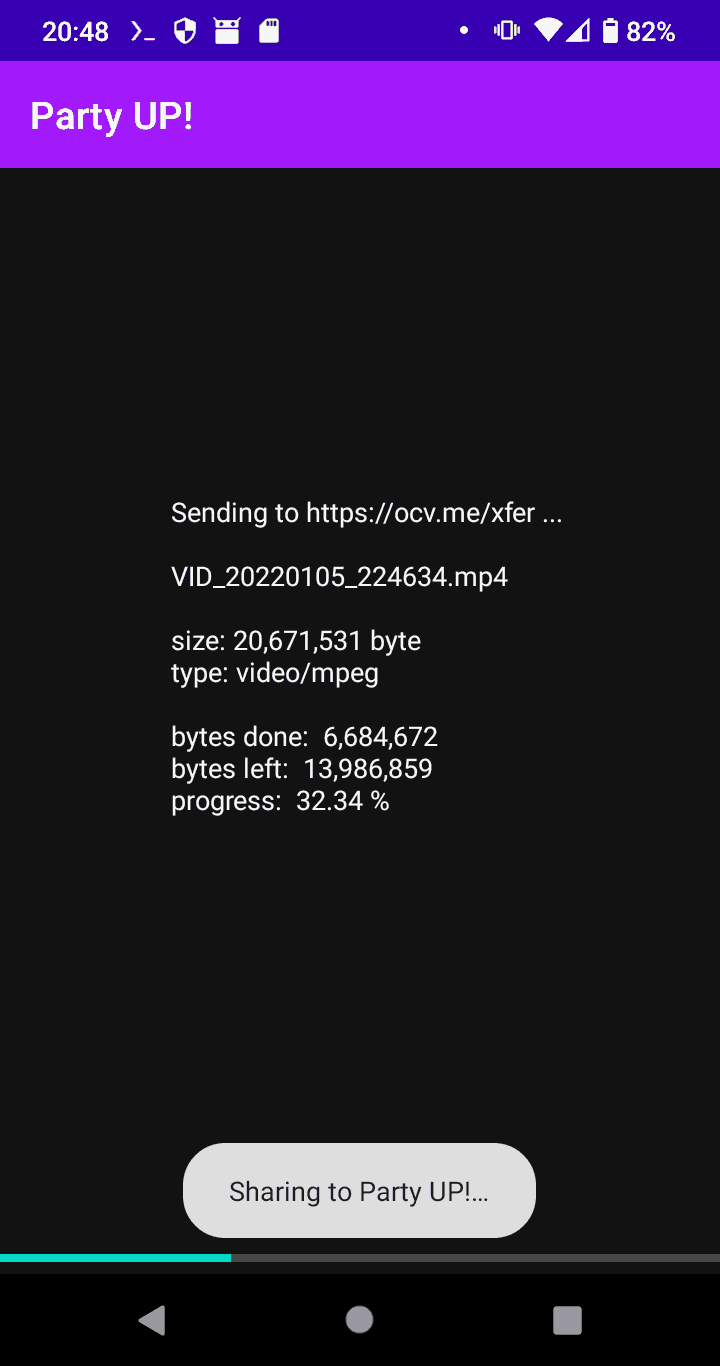 20:48
82%
Party UP!
Sending to https://ocv.me/xfer ...
VID_20220105_224634.mp4
size: 20,671,531 byte
type: video/mpeg
bytes done:  6,684,672
bytes left:  13,986,859
progress:  32.34 %
Sharing to Party UP!…